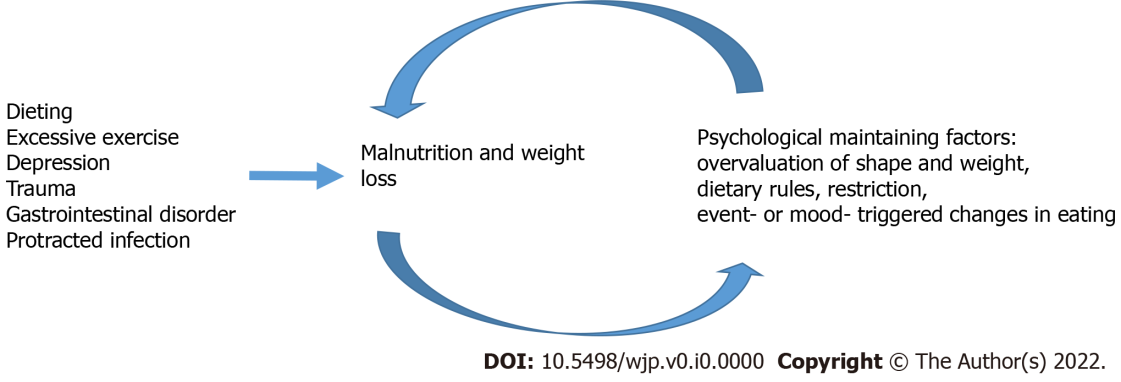 Dieting
Excessive exercise
Depression
Trauma
Gastrointestinal disorder
Protracted infection
Malnutrition and weight
loss
Psychological maintaining factors:
overvaluation of shape and weight,
dietary rules, restriction,
event- or mood- triggered changes in eating
DOI: 10.5498/wjp.v0.i0.0000 Copyright © The Author(s) 2022.